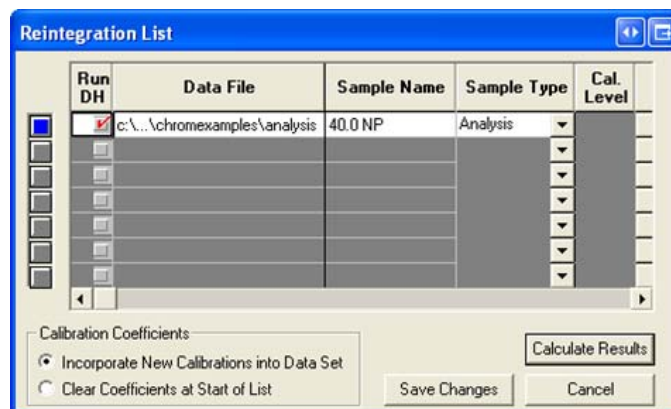 Reintegration List
Run DH Data File Sample Name Sample Type Cal. Level
c:\...\chromexamples\analysis 40.0 NP Analysis
Calibration Coefficients
Incorporate New Calibrations into Data Set
Clear Coefficients at Start of List
Calculate Results
Save Changes Cancel